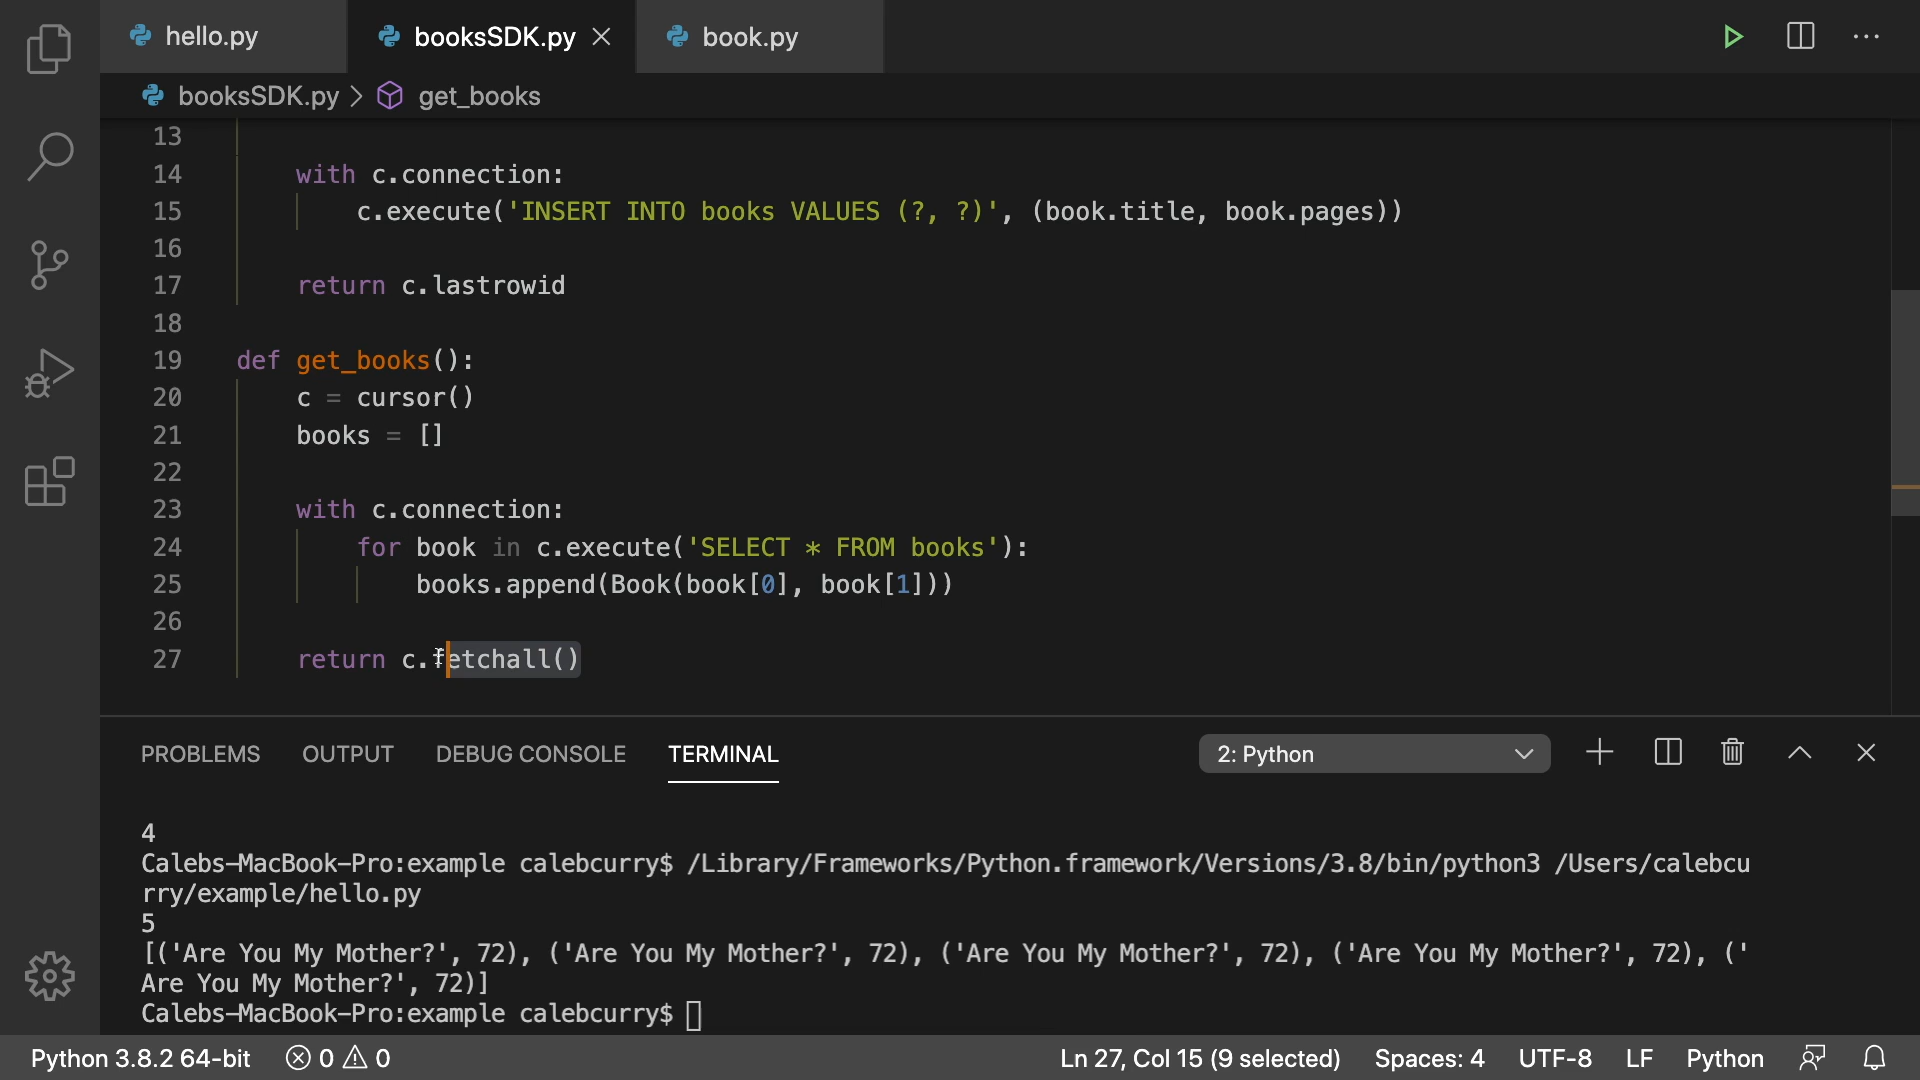 hello.py
booksSDK.py
book.py
booksSDK.py > get_books
13
14 with c.connection:
15 c.execute('INSERT INTO books VALUES (?, ?)', (book.title, book.pages))
16
17 return c.lastrowid
18
19 def get_books():
20 c = cursor()
21 books = []
22
23 with c.connection:
24 for book in c.execute('SELECT * FROM books'):
25 books.append(Book(book[0], book[1]))
26
27 return c.fetchall()
PROBLEMS OUTPUT DEBUG CONSOLE TERMINAL 2: Python
4
Calebs-MacBook-Pro:example calebcurry$ /Library/Frameworks/Python.framework/Versions/3.8/bin/python3 /Users/calebcu
rry/example/hello.py
5
[('Are You My Mother?', 72), ('Are You My Mother?', 72), ('Are You My Mother?', 72), ('Are You My Mother?', 72), ('
Are You My Mother?', 72)]
Calebs-MacBook-Pro:example calebcurry$
Python 3.8.2 64-bit 0 0 Ln 27, Col 15 (9 selected) Spaces: 4 UTF-8 LF Python